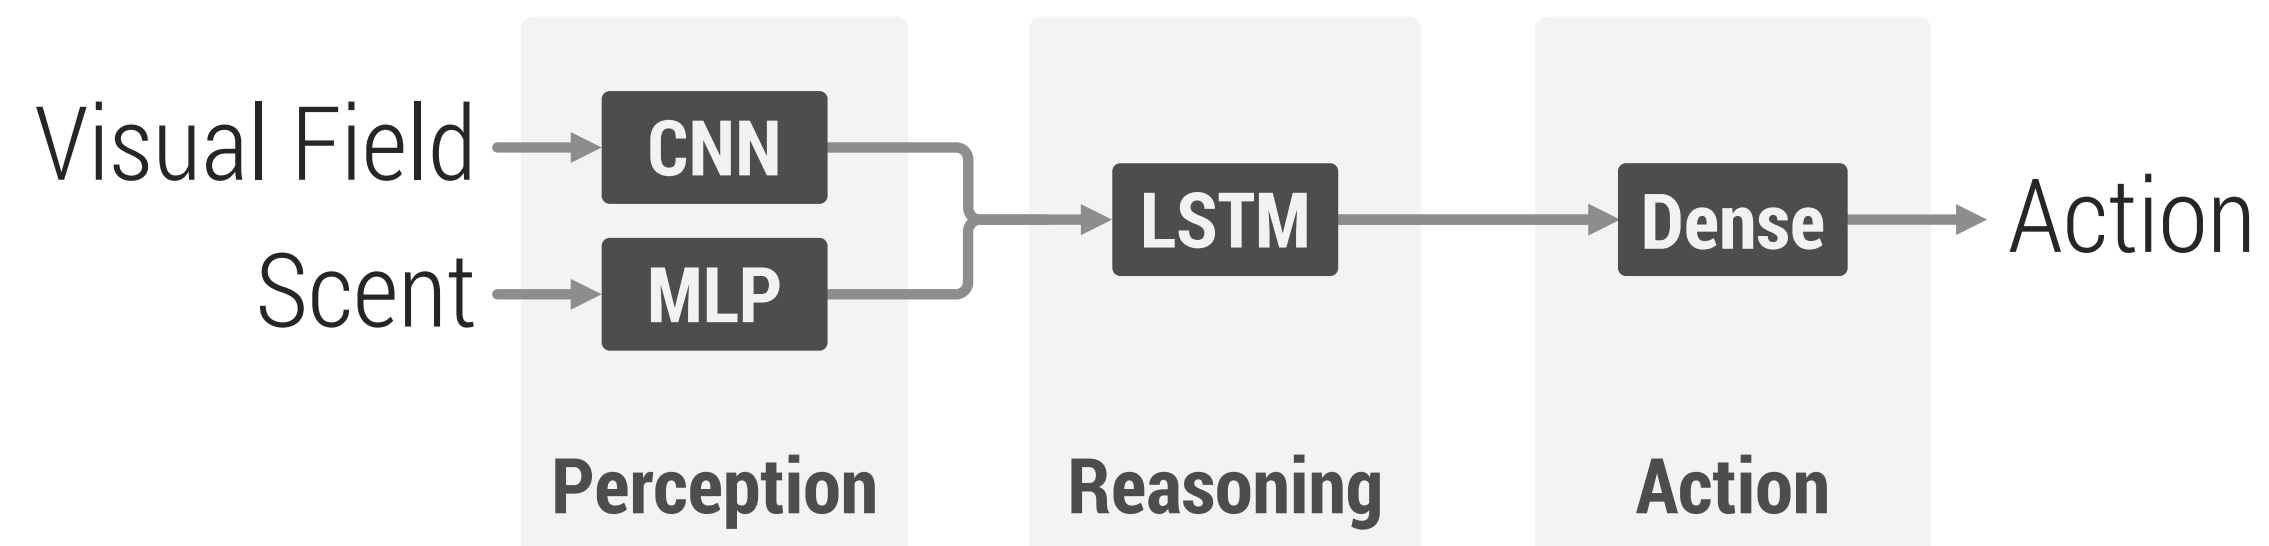 Visual Field
CNN
Scent
MLP
LSTM
Dense
Action
Perception
Reasoning
Action